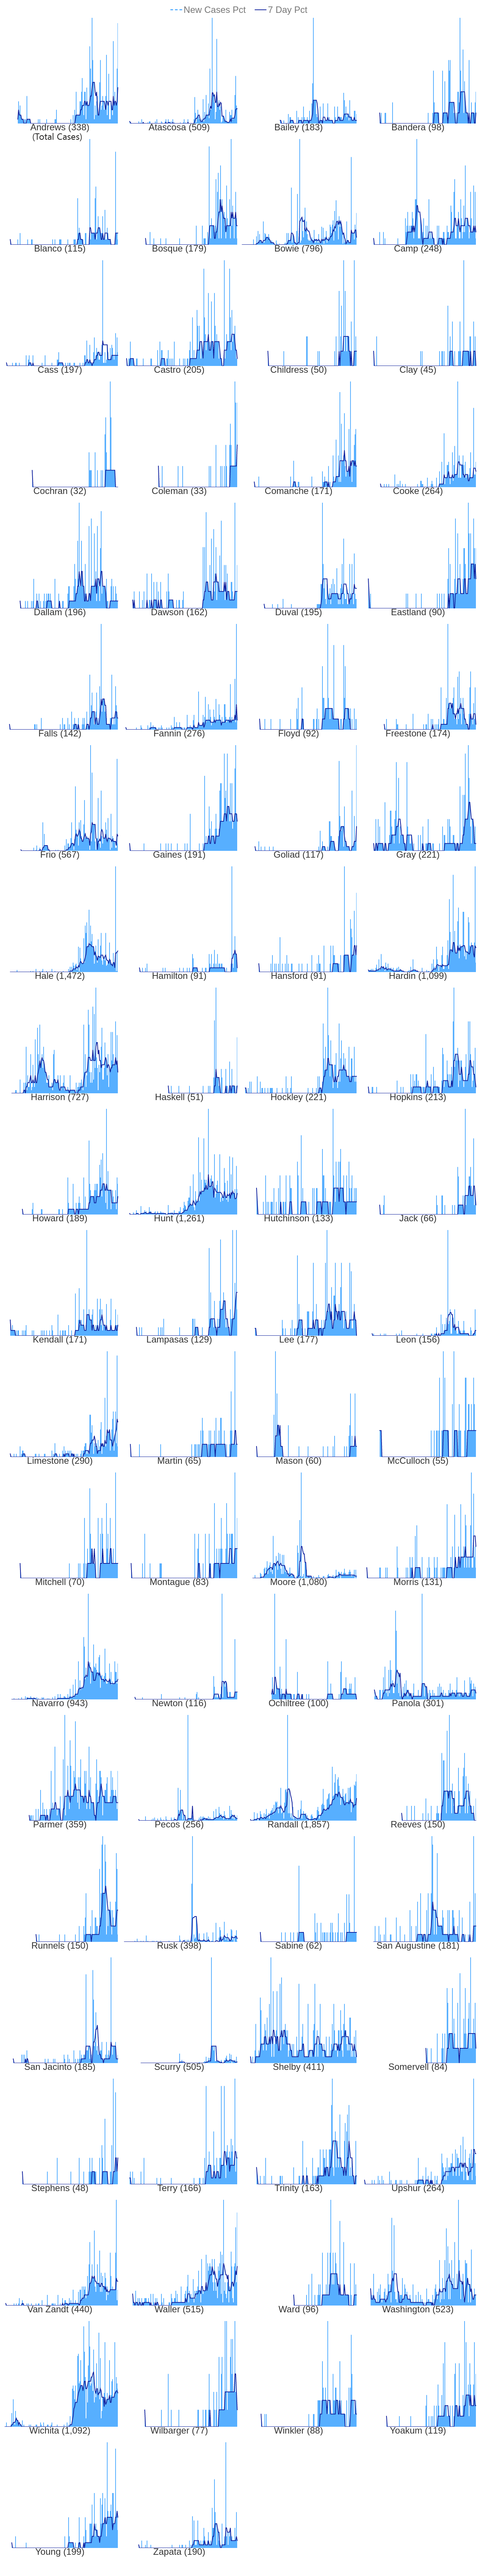 New Cases Pct 7 Day Pct
Andrews (338) Atascosa (509) Bailey (183) Bandera (98)
(Total Cases)
Blanco (115) Bosque (179) Bowie (796) Camp (248)
Cass (197) Castro (205) Childress (50) Clay (45)
Cochran (32) Coleman (33) Comanche (171) Cooke (264)
Dallam (196) Dawson (162) Duval (195) Eastland (90)
Falls (142) Fannin (276) Floyd (92) Freestone (174)
Frio (567) Gaines (191) Goliad (117) Gray (221)
Hale (1,472) Hamilton (91) Hansford (91) Hardin (1,099)
Harrison (727) Haskell (51) Hockley (221) Hopkins (213)
Howard (189) Hunt (1,261) Hutchinson (133) Jack (66)
Kendall (171) Lampasas (129) Lee (177) Leon (156)
Limestone (290) Martin (65) Mason (60) McCulloch (55)
Mitchell (70) Montague (83) Moore (1,080) Morris (131)
Navarro (943) Newton (116) Ochiltree (100) Panola (301)
Parmer (359) Pecos (256) Randall (1,857) Reeves (150)
Runnels (150) Rusk (398) Sabine (62) San Augustine (181)
San Jacinto (185) Scurry (505) Shelby (411) Somervell (84)
Stephens (48) Terry (166) Trinity (163) Upshur (264)
Van Zandt (440) Waller (515) Ward (96) Washington (523)
Wichita (1,092) Wilbarger (77) Winkler (88) Yoakum (119)
Young (199) Zapata (190)